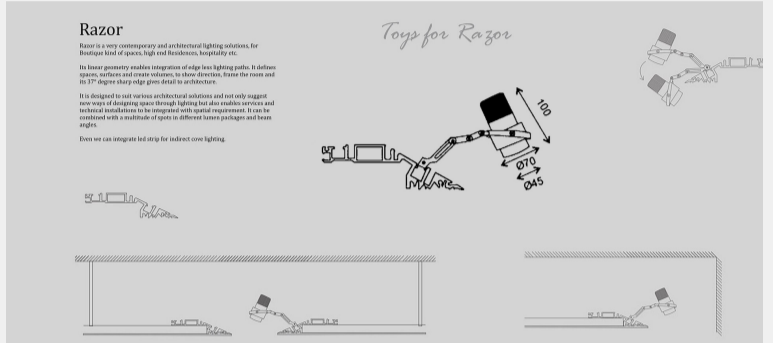 Razor
Toys for Razor
Razor is a very contemporary and architectural lighting solutions, for
Boutique kind of spaces, high end Residences, hospitality etc.
Its linear geometry enables integration of edge less lighting paths. It defines
spaces, surfaces and create volumes, to show direction, frame the room and
its 37° degree sharp edge gives detail to architecture.
It is designed to suit various architectural solutions and not only suggest
new ways of designing space through lighting but also enables services and
technical installations to be integrated with spatial requirement. It can be
combined with a multitude of spots in different lumen packages and beam
angles.
Even we can integrate led strip for indirect cove lighting.
100
Ø70
Ø45